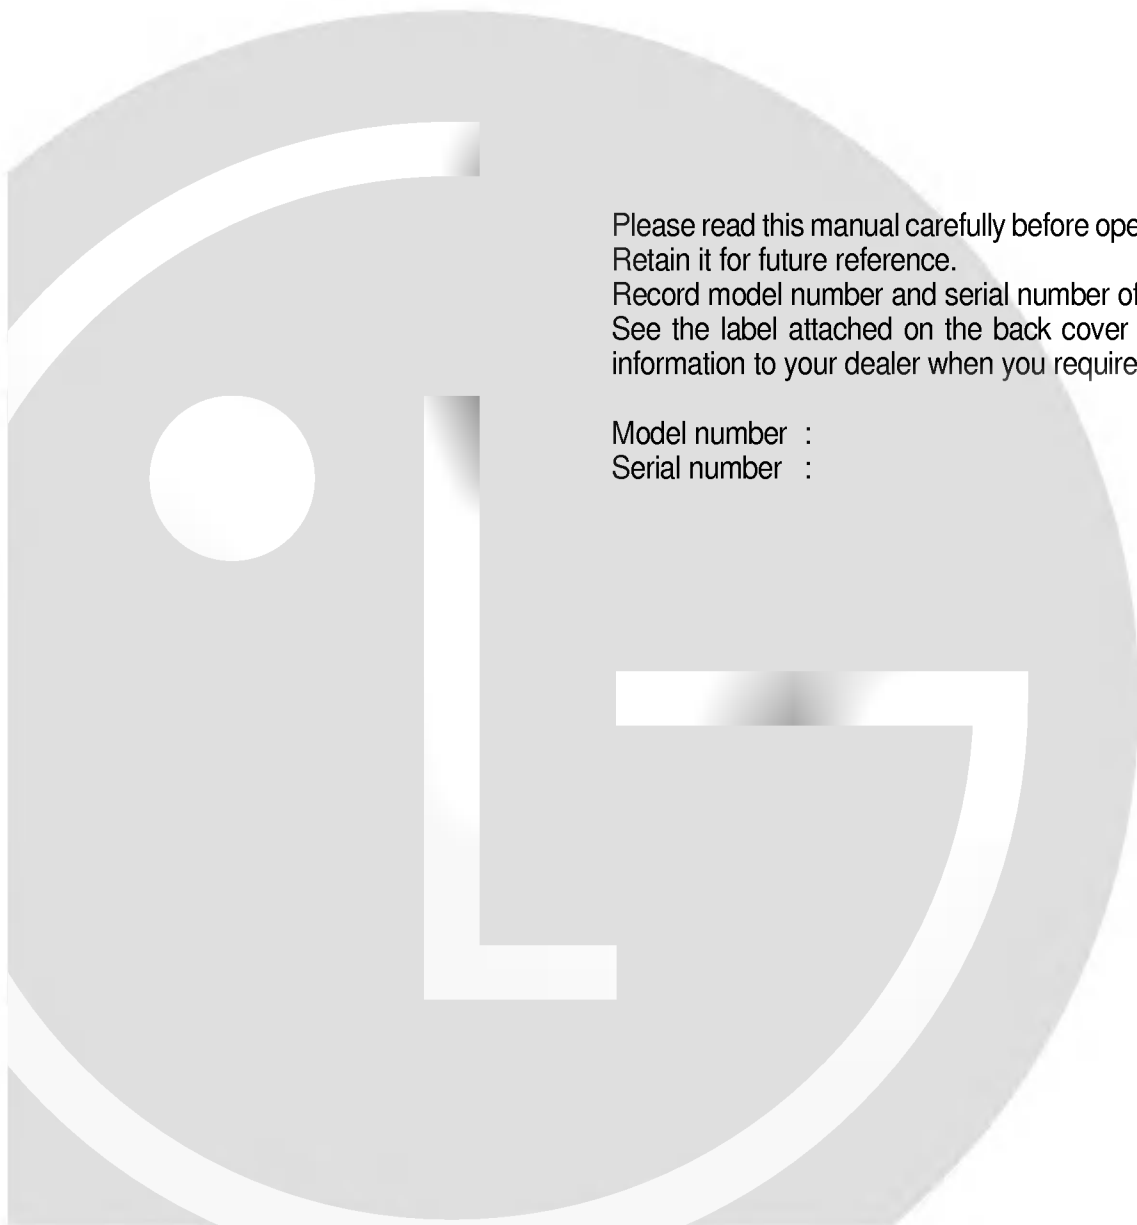 Please read this manual carefully before ope
Retain it for future reference.
Record model number and serial number of
See the label attached on the back cover
information to your dealer when you require
Model number :
Serial number :